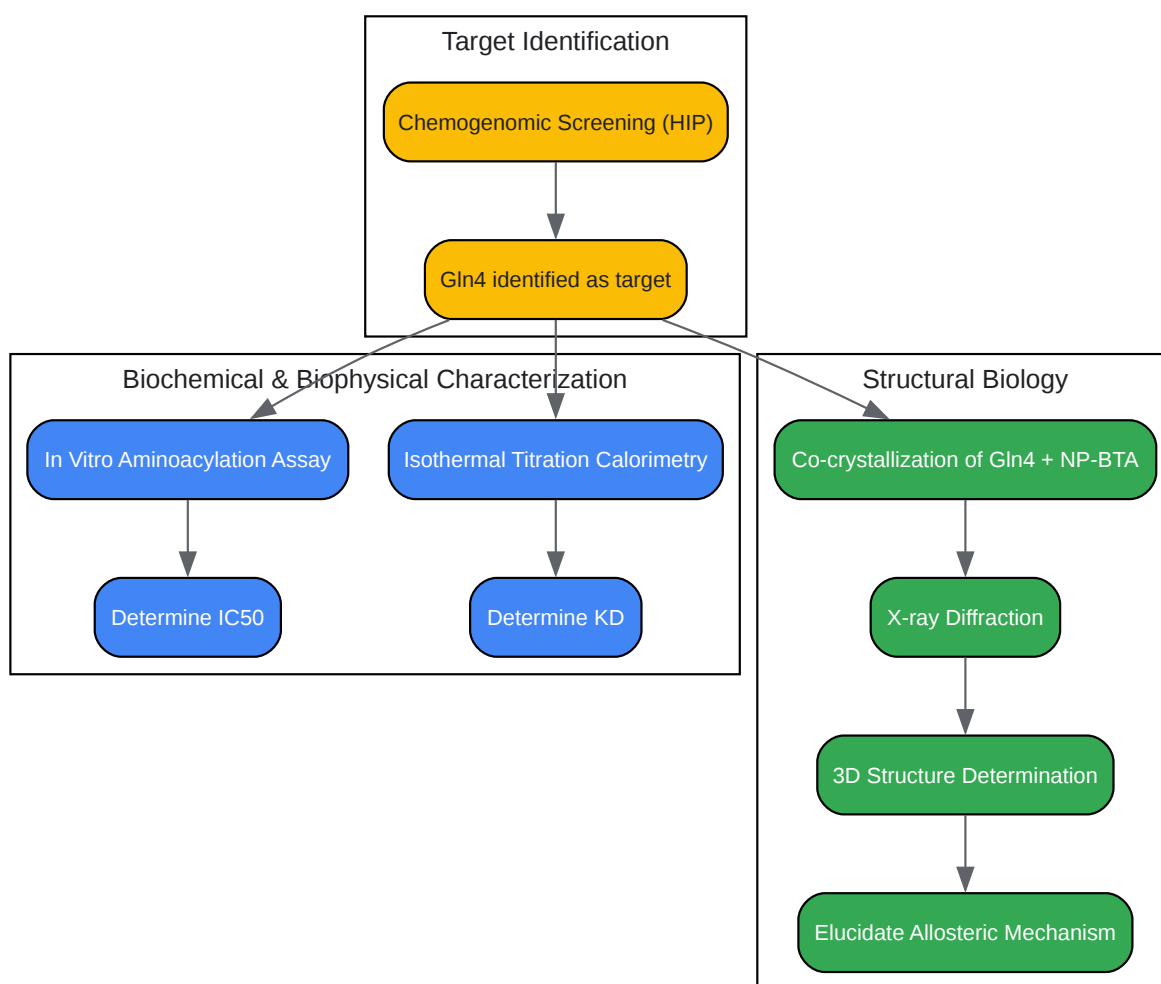 Target Identification
Chemogenomic Screening (HIP)
Gln4 identified as target
Biochemical & Biophysical Characterization
In Vitro Aminoacylation Assay
Isothermal Titration Calorimetry
Determine IC50
Determine KD
Structural Biology
Co-crystallization of Gln4 + NP-BTA
X-ray Diffraction
3D Structure Determination
Elucidate Allosteric Mechanism